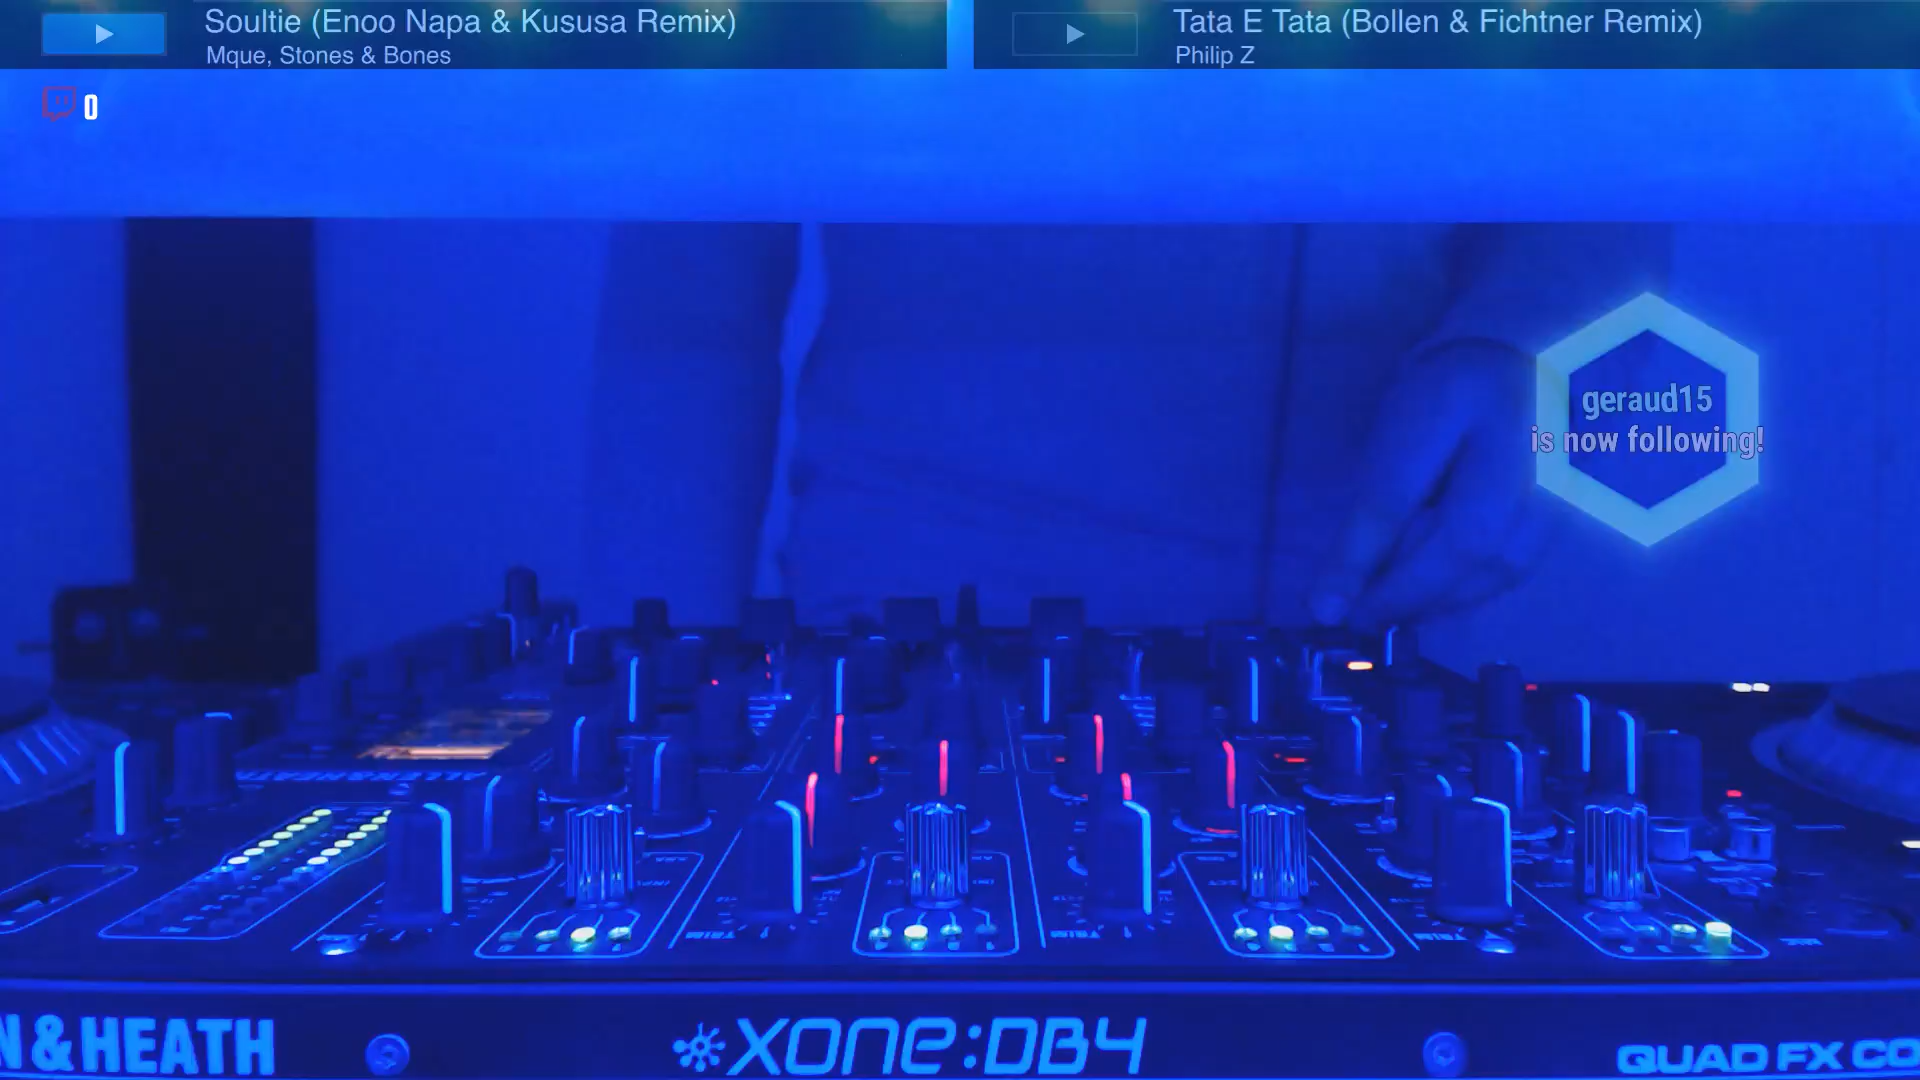 Soultie (Enoo Napa & Kususa Remix)
Mque, Stones & Bones
Tata E Tata (Bollen & Fichtner Remix)
Philip Z
0
geraud15
is now following!
N&HEATH
XONE:DB4
QUAD FX CO